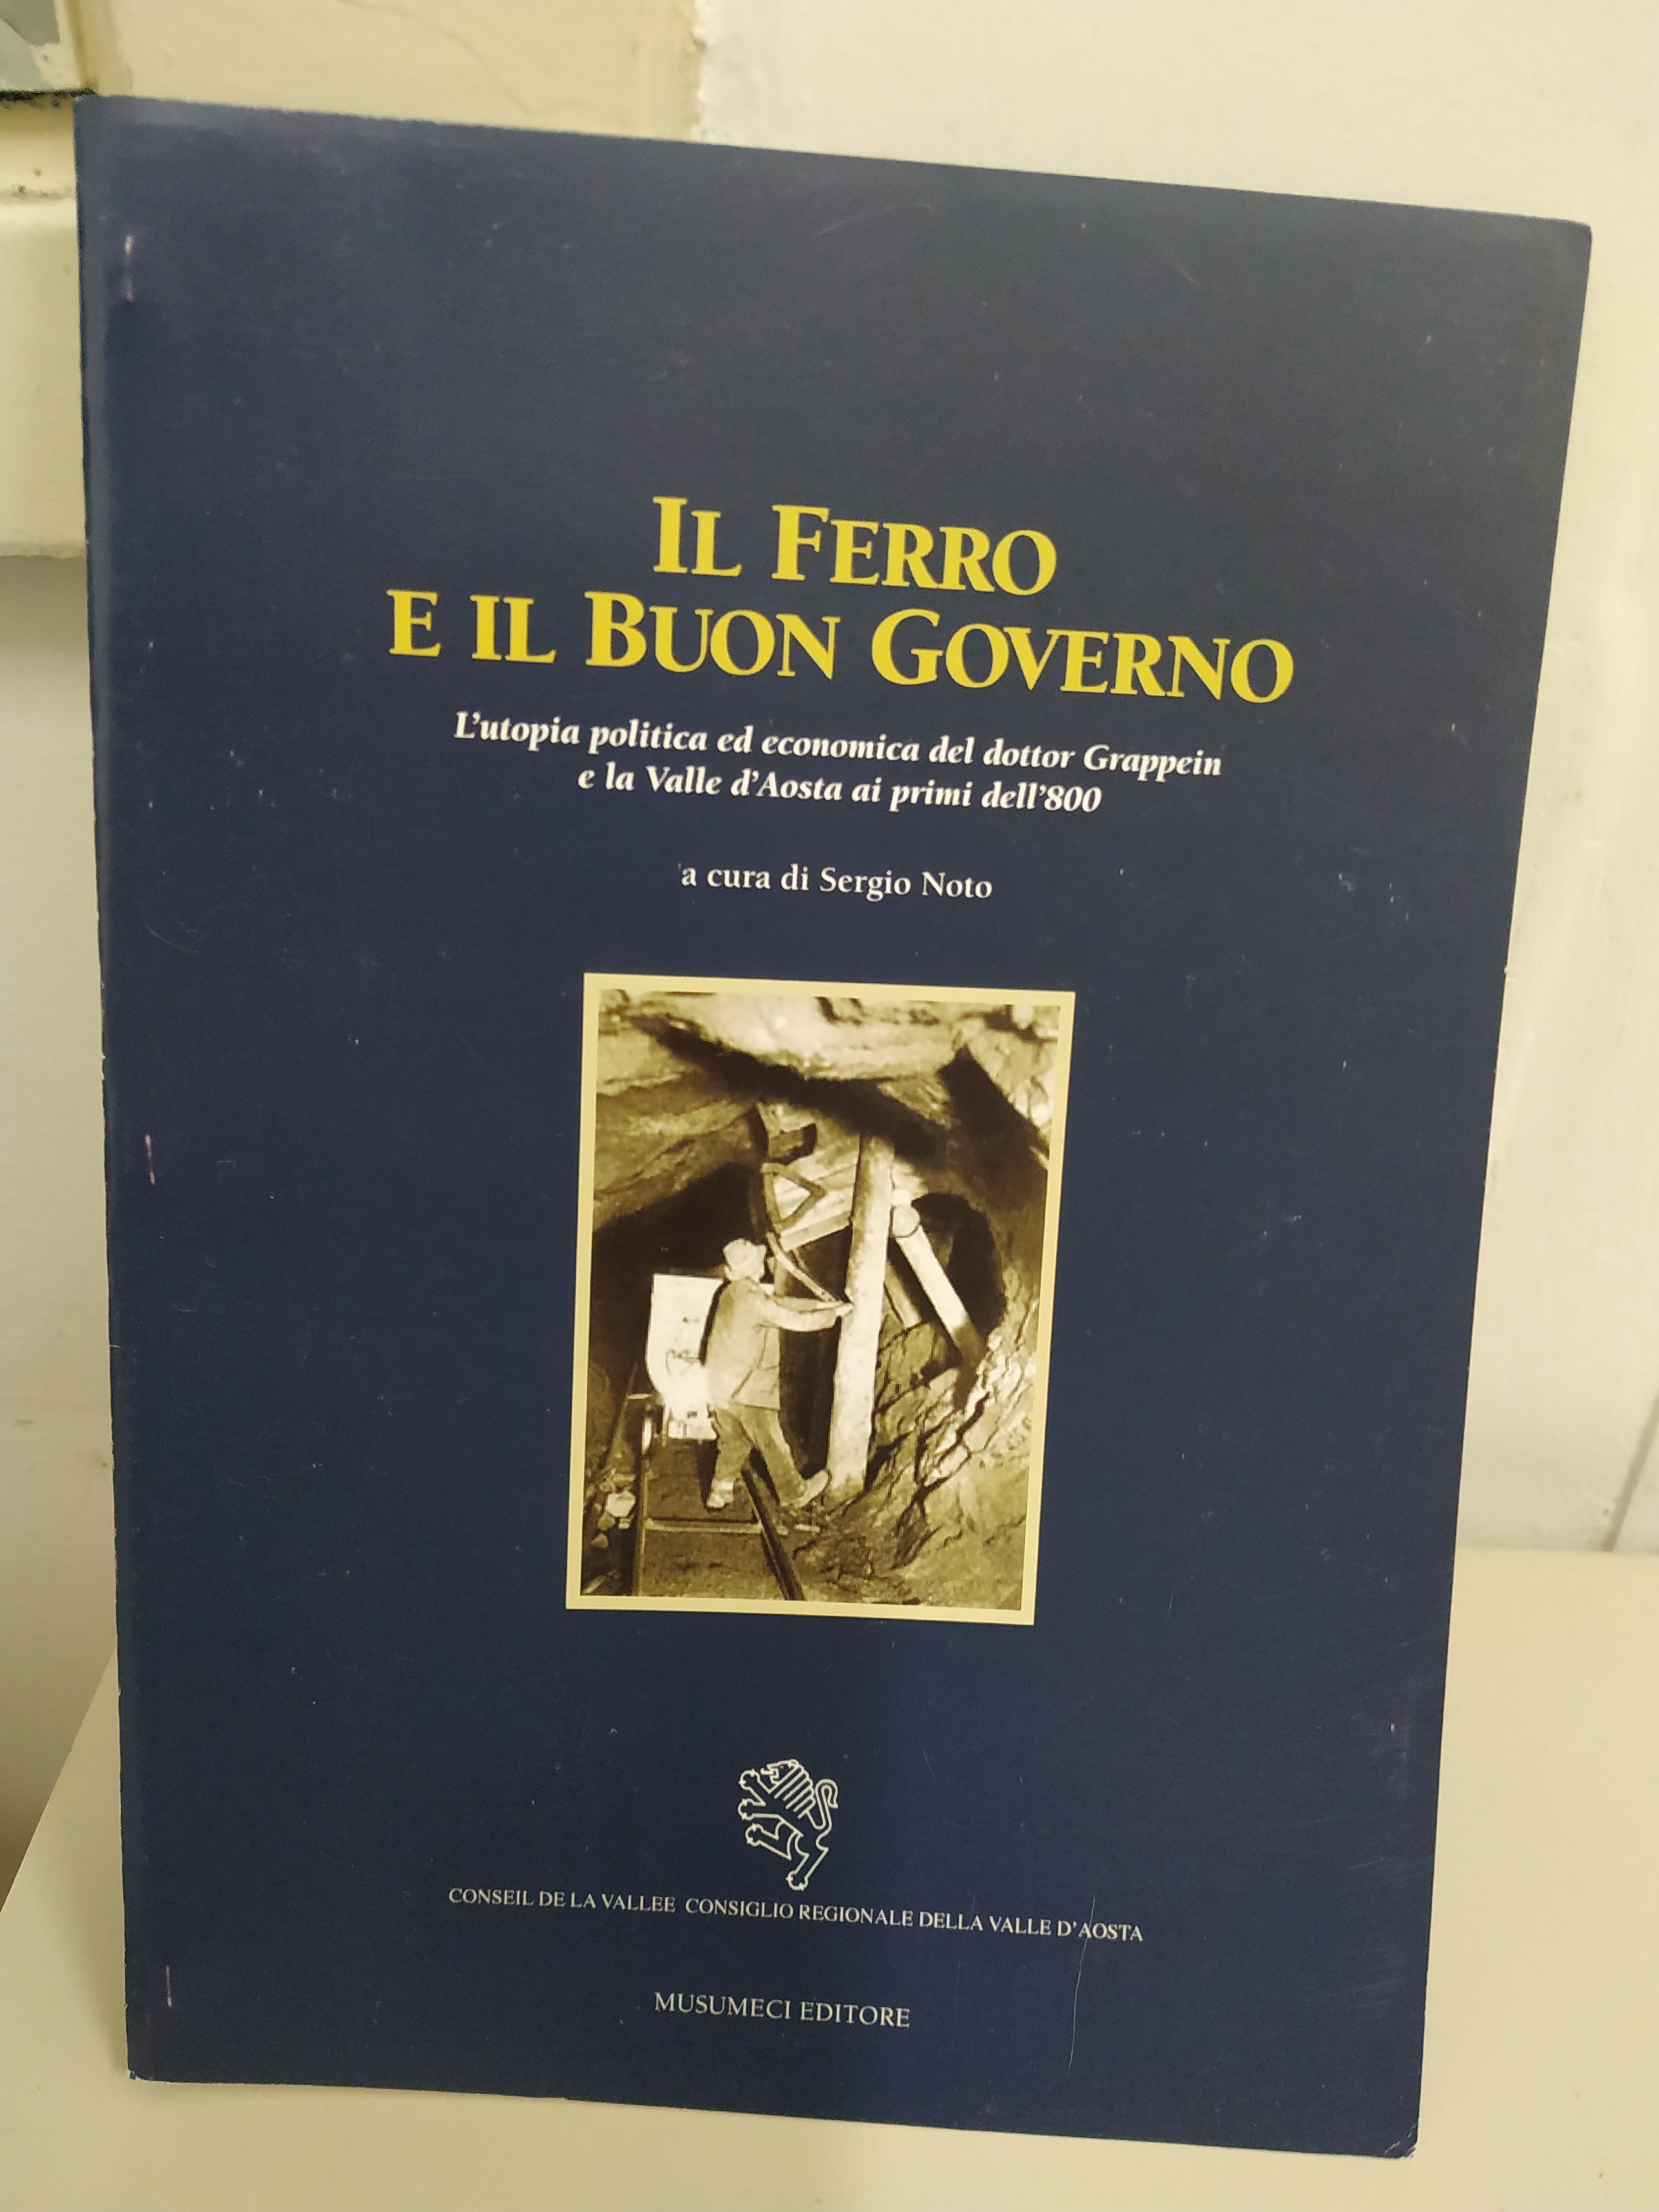 IL FERRO
E IL BUON GOVERNO
L'utopia politica ed economica del dottor Grappein
e la Valle d'Aosta ai primi dell'800
a cura di Sergio Noto
CONSEIL DE LA VALLEE CONSIGLIO REGIONALE DELLA VALLE D'AOSTA
MUSUMECI EDITORE